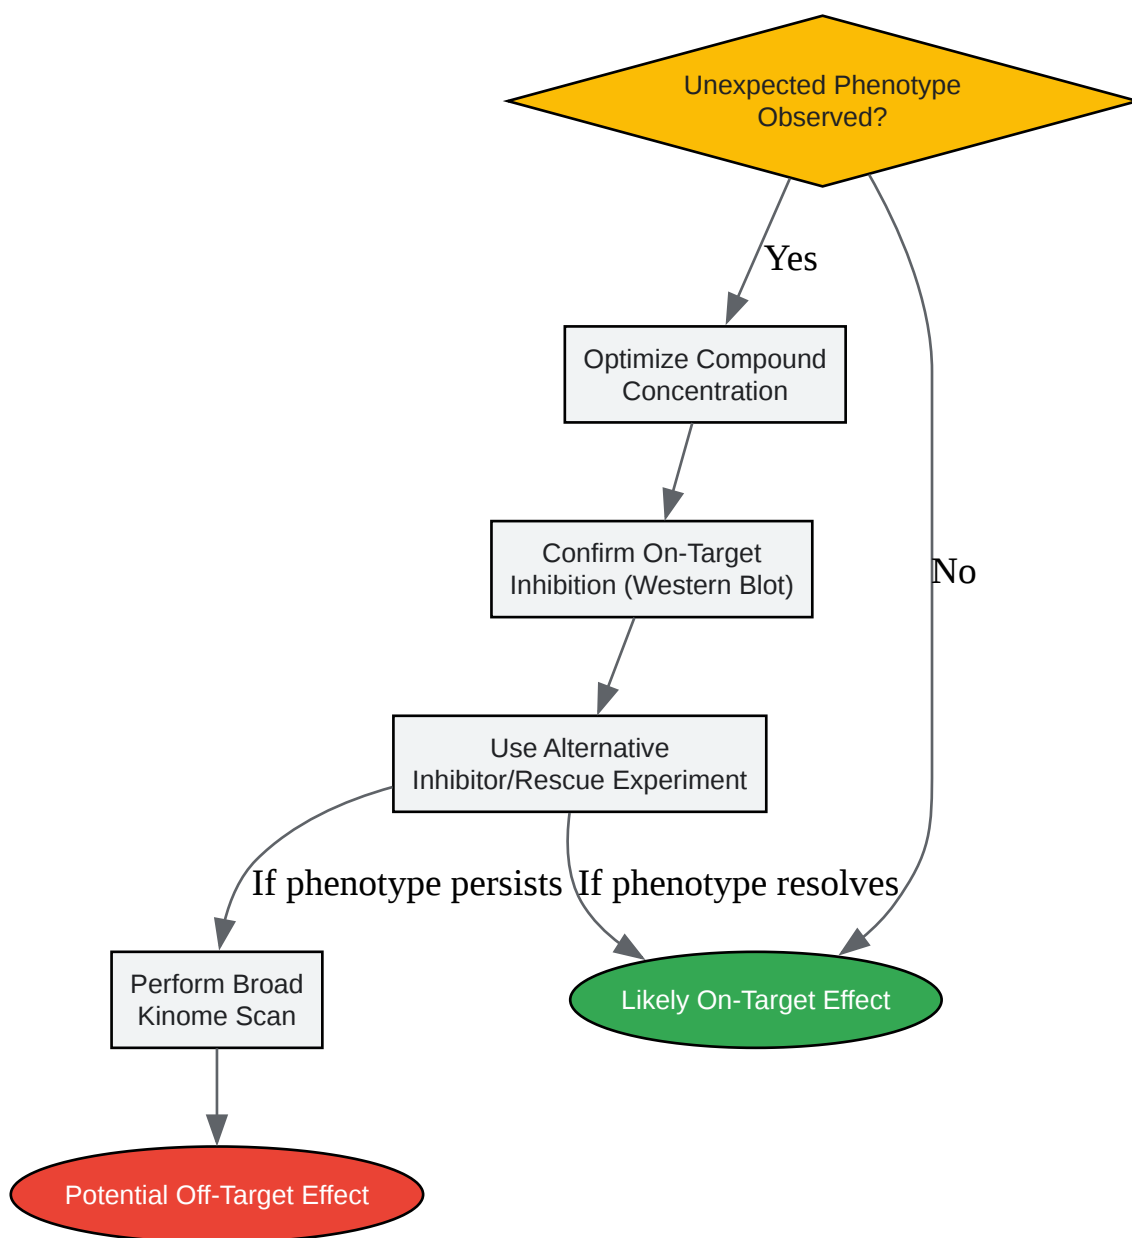 Unexpected Phenotype
Observed?
Yes
Optimize Compound
Concentration
Confirm On-Target
Inhibition (Western Blot)
No
Use Alternative
Inhibitor/Rescue Experiment
If phenotype persists
If phenotype resolves
Perform Broad
Kinome Scan
Likely On-Target Effect
Potential Off-Target Effect